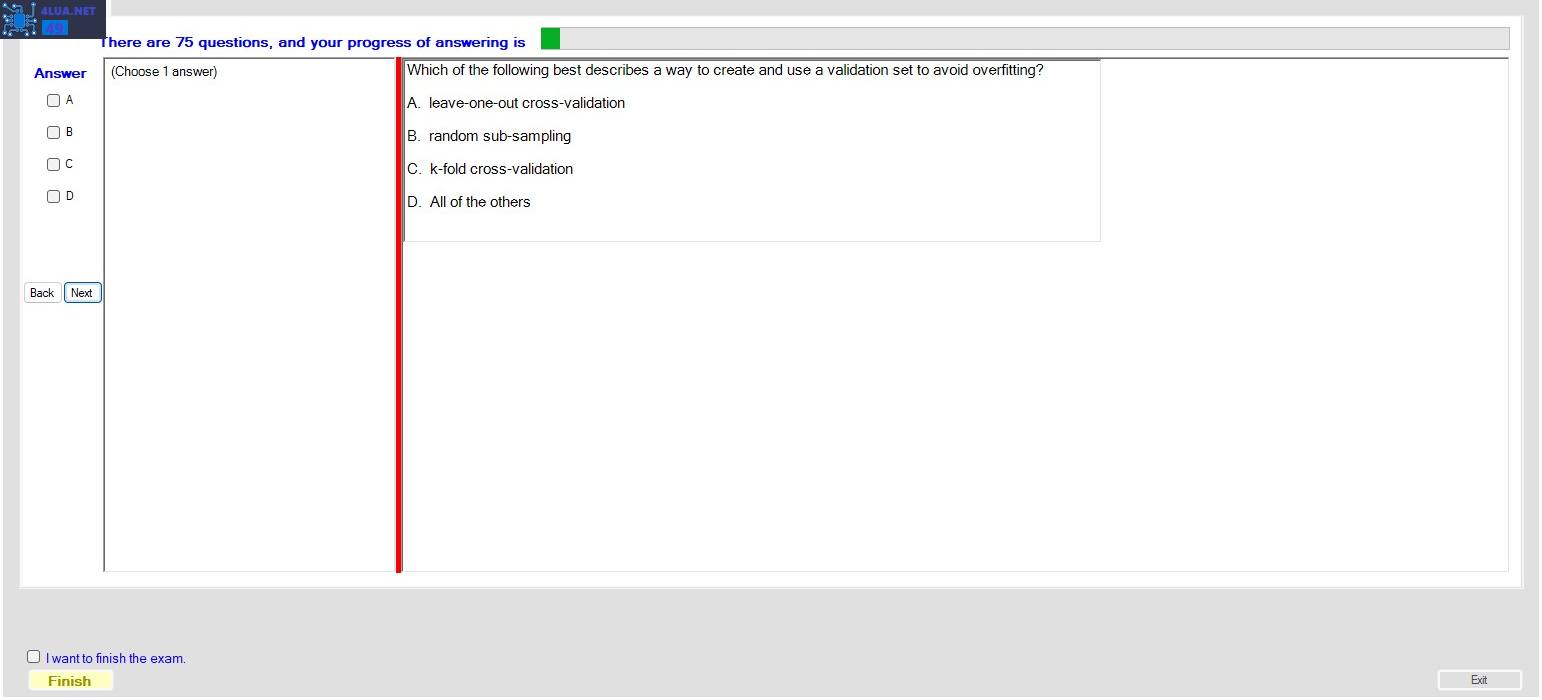 4LUA.NET
49
There are 75 questions, and your progress of answering is
Answer
(Choose 1 answer)
Which of the following best describes a way to create and use a validation set to avoid overfitting?
A
A. leave-one-out cross-validation
B
B. random sub-sampling
C
C. k-fold cross-validation
D
D. All of the others
Back Next
I want to finish the exam.
Finish
Exit